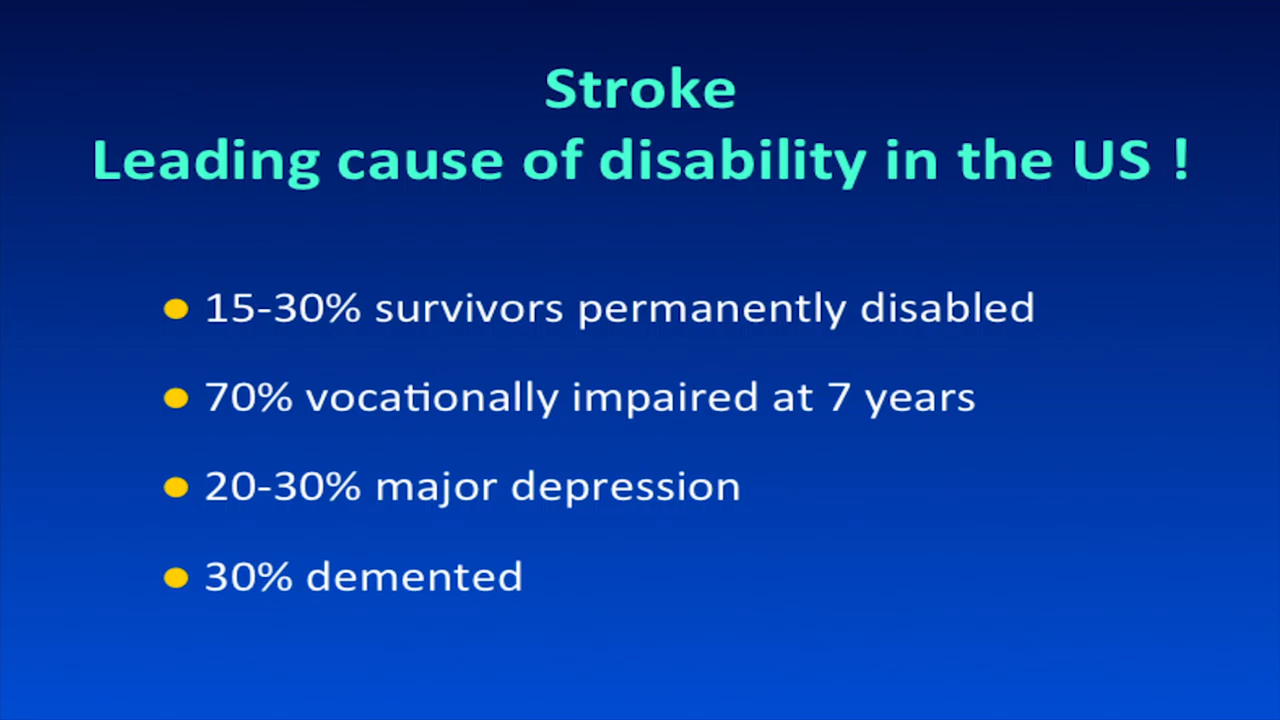 Stroke
Leading cause of disability in the US !
15-30% survivors permanently disabled
70% vocationally impaired at 7 years
20-30% major depression
30% demented